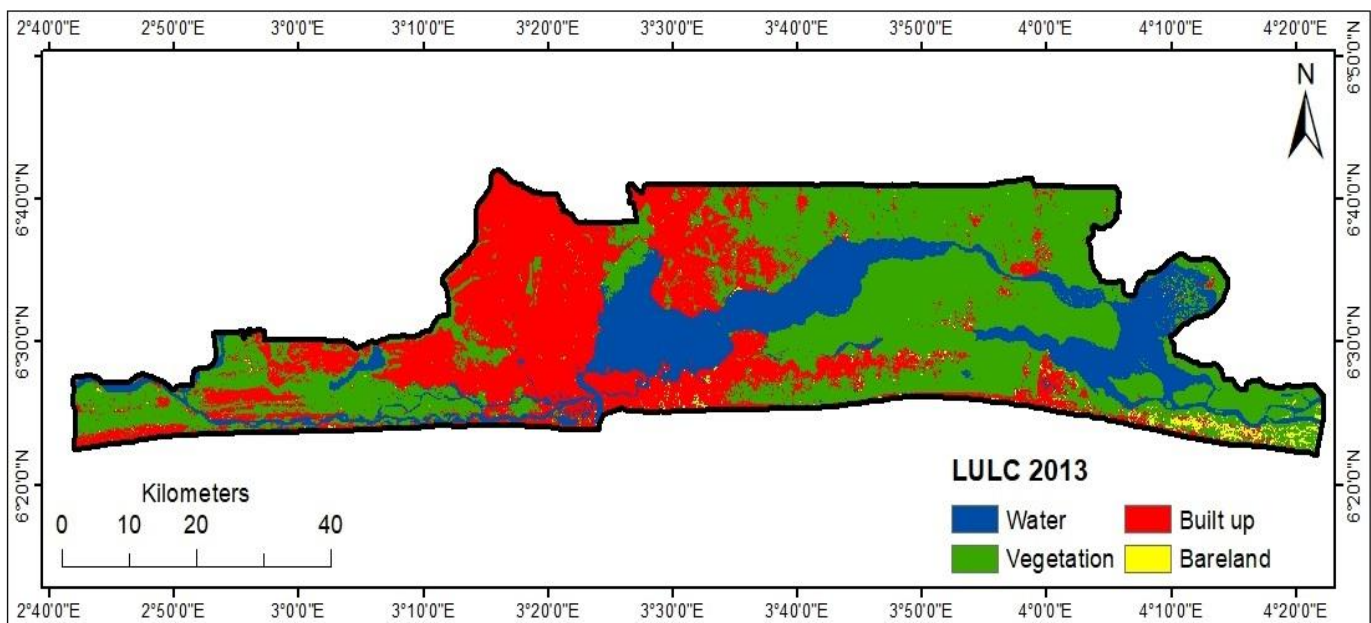 2°40'0"E 2°50'0"E 3°0'0"E 3°10'0"E 3°20'0"E 3°30'0"E 3°40'0"E 3°50'0"E 4°0'0"E 4°10'0"E 4°20'0"E
6°50'0"N
N
6°40'0"N 6°40'0"N
6°30'0"N 6°30'0"N
6°20'0"N 6°20'0"N
LULC 2013
Kilometers
0 10 20 40
Water Built up
Vegetation Bareland
2°40'0"E 2°50'0"E 3°0'0"E 3°10'0"E 3°20'0"E 3°30'0"E 3°40'0"E 3°50'0"E 4°0'0"E 4°10'0"E 4°20'0"E